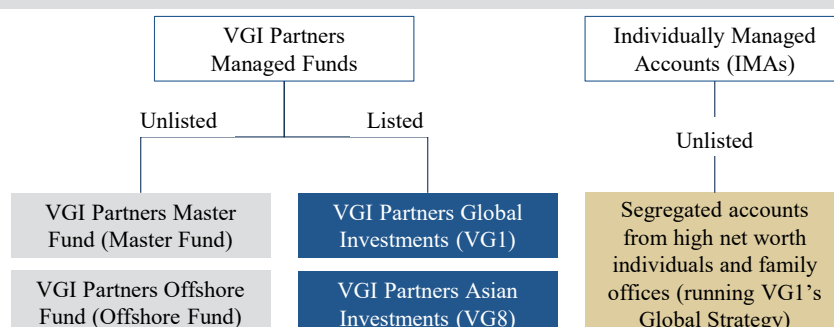 VGI Partners
Managed Funds
Individually Managed
Accounts (IMAs)
Unlisted
Listed
Unlisted
VGI Partners Master
Fund (Master Fund)
VGI Partners Global
Investments (VG1)
Segregated accounts
from high net worth
individuals and family
offices (running VG1's
Global Strategy)
VGI Partners Offshore
Fund (Offshore Fund)
VGI Partners Asian
Investments (VG8)